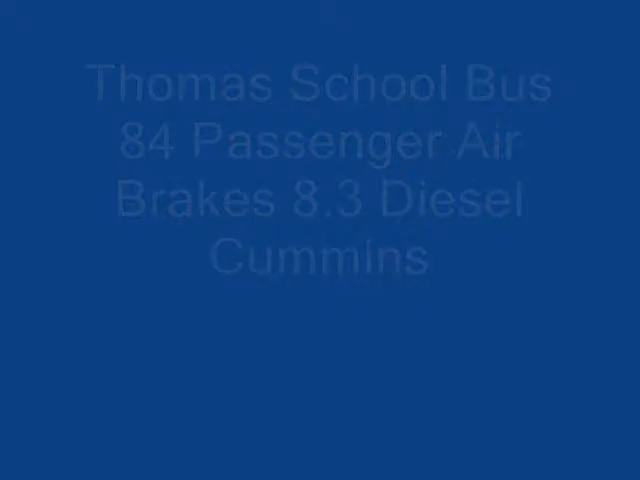 Thomas School Bus
84 Passenger Air
Brakes 8.3 Diesel
Cummins